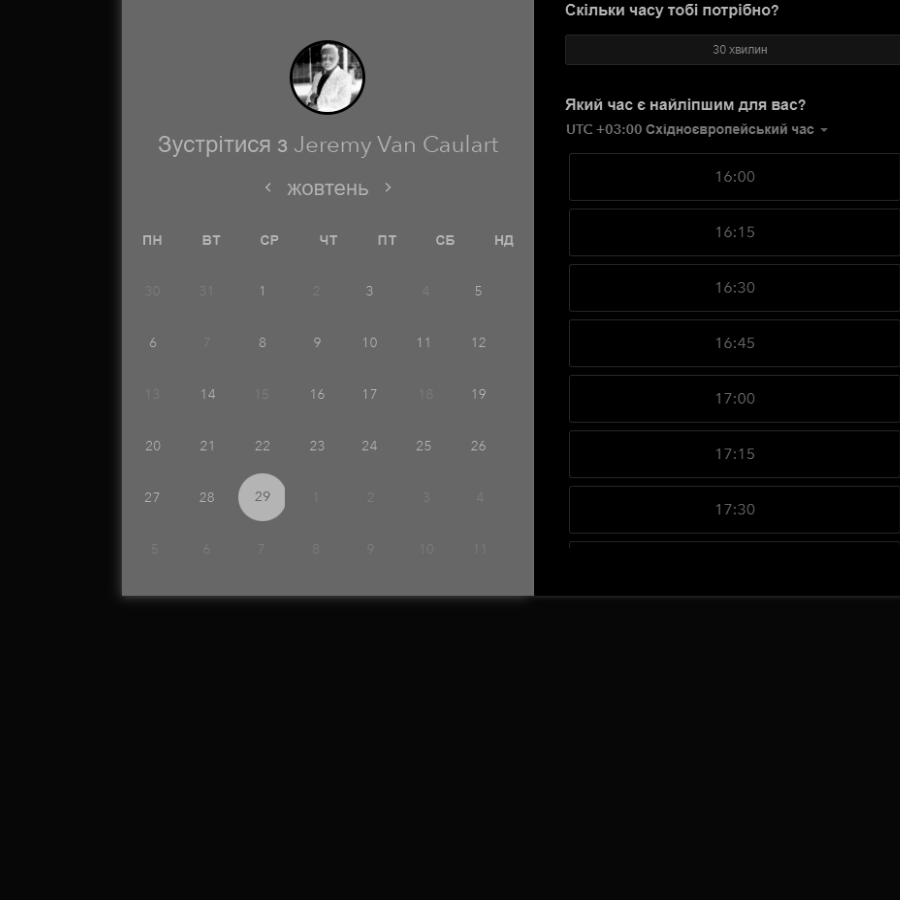 Зустрітися з Jeremy Van Caulart
жовтень
ПН ВТ СР ЧТ ПТ СБ НД
30 31 1 2 3 4 5
6 7 8 9 10 11 12
13 14 15 16 17 18 19
20 21 22 23 24 25 26
27 28 29 1 2 3 4
5 6 7 8 9 10 11
Скільки часу тобі потрібно?
30 хвилин
Який час є найліпшим для вас?
UTC +03:00 Східноєвропейський час
16:00
16:15
16:30
16:45
17:00
17:15
17:30